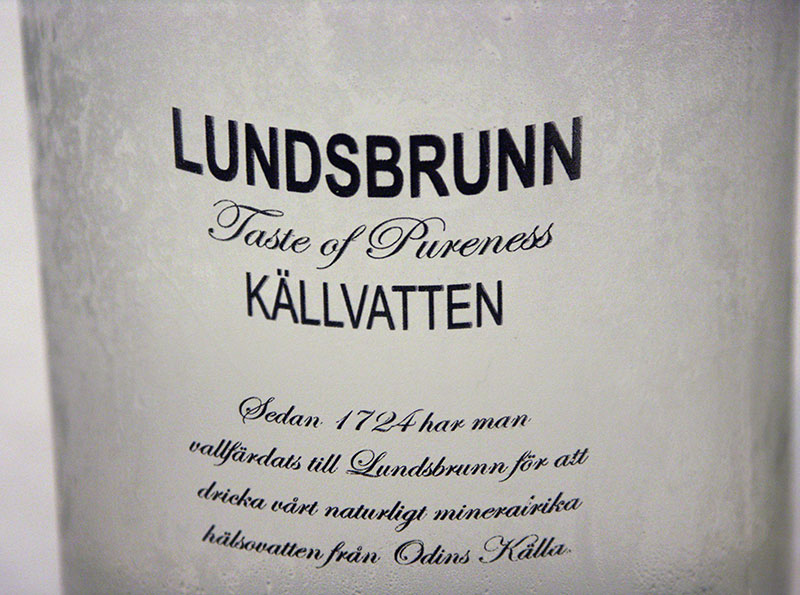 LUNDSBRUNN
Taste of Pureness
KÄLLVATTEN
Sedan 1724 har man
vallfärdats till Lundsbrunn för att
dricka vårt naturligt mineralrika
hälsovatten från Odins Källa.